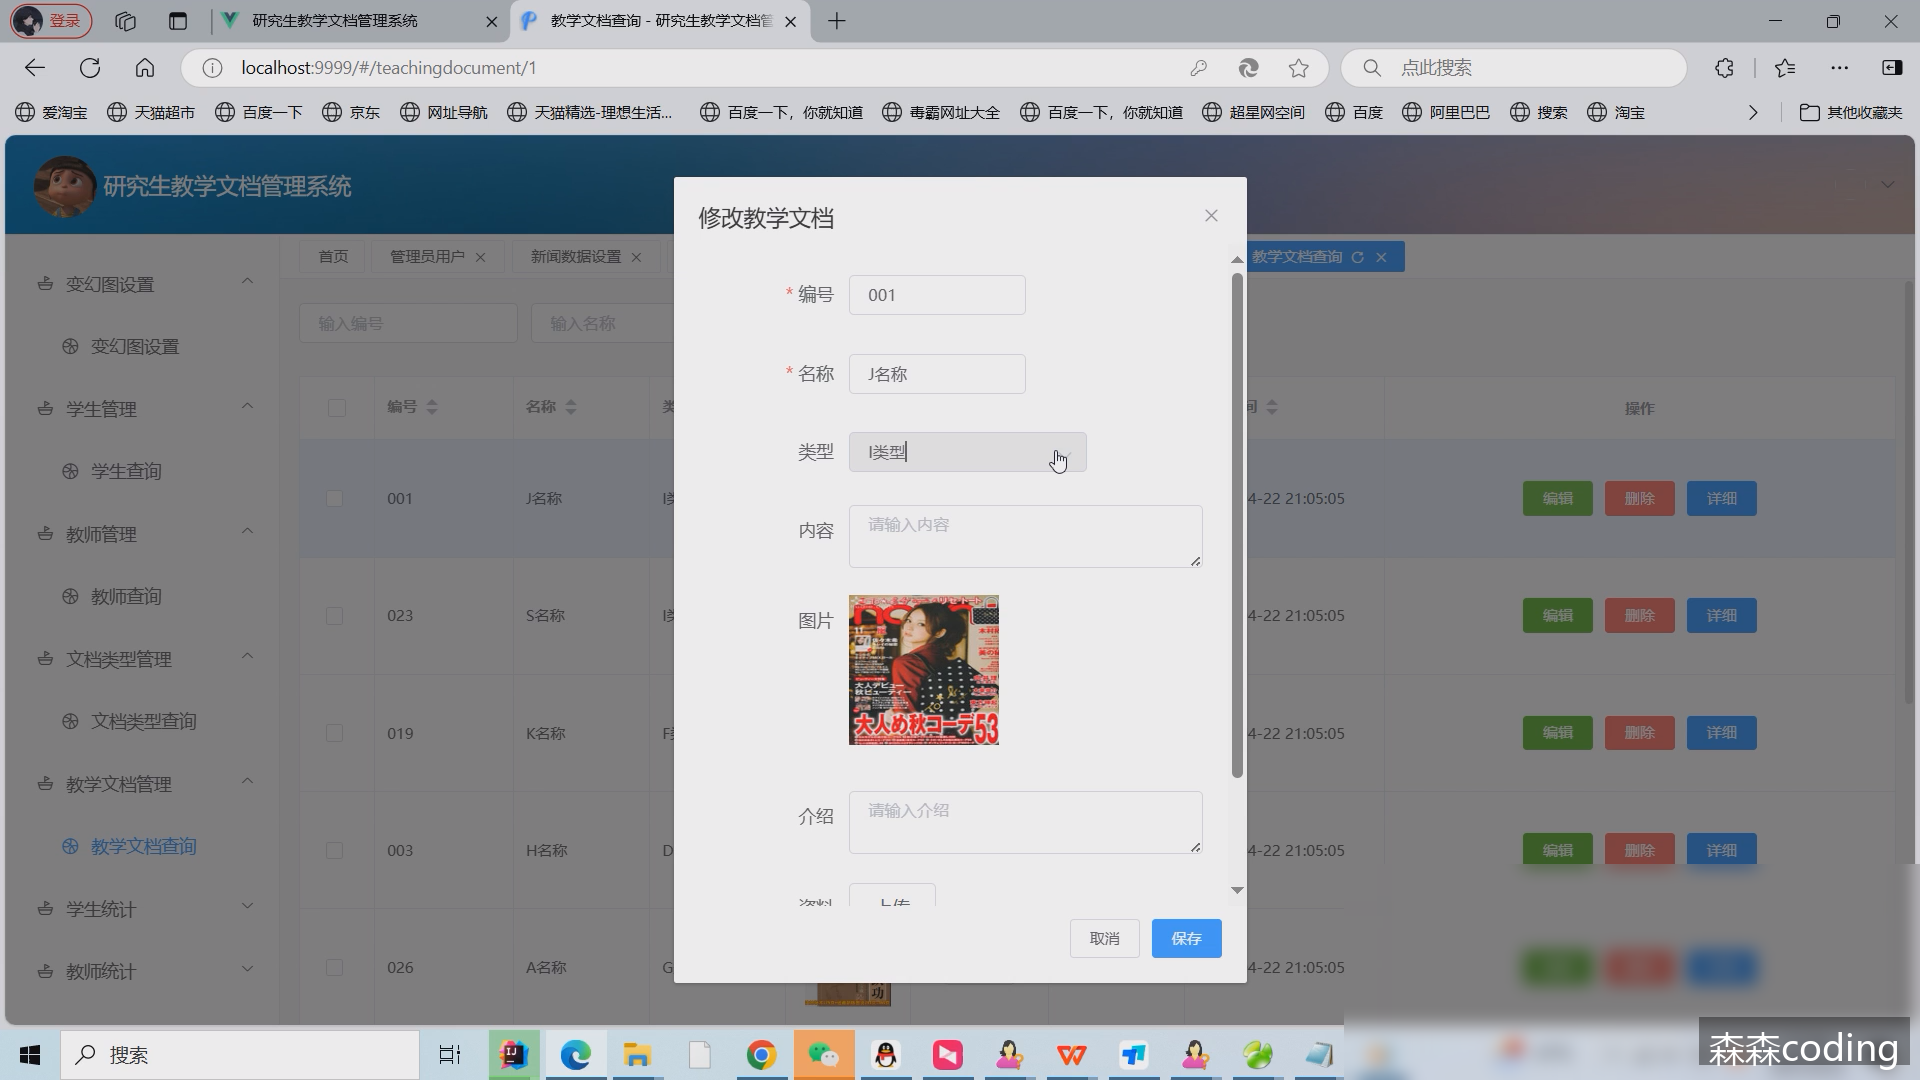 登录
研究生教学文档管理系统
教学文档查询 - 研究生教学文档管
localhost:9999/#/teachingdocument/1
点此搜索
爱淘宝
天猫超市
百度一下
京东
网址导航
天猫精选-理想生活...
百度一下，你就知道
毒霸网址大全
百度一下，你就知道
超星网空间
百度
阿里巴巴
搜索
淘宝
其他收藏夹
研究生教学文档管理系统
变幻图设置
变幻图设置
学生管理
学生查询
教师管理
教师查询
文档类型管理
文档类型查询
教学文档管理
教学文档查询
学生统计
教师统计
首页
管理员用户
新闻数据设置
教学文档查询
输入编号
输入名称
编号
名称
操作
001
J名称
4-22 21:05:05
编辑
删除
详细
023
S名称
4-22 21:05:05
编辑
删除
详细
019
K名称
4-22 21:05:05
编辑
删除
详细
003
H名称
4-22 21:05:05
编辑
删除
详细
026
A名称
4-22 21:05:05
修改教学文档
* 编号
001
* 名称
J名称
类型
I类型
内容
请输入内容
图片
大人デビュー
秋ビューティー
大人め秋コーデ53
介绍
请输入介绍
资料
上传
取消
保存
搜索
森森coding